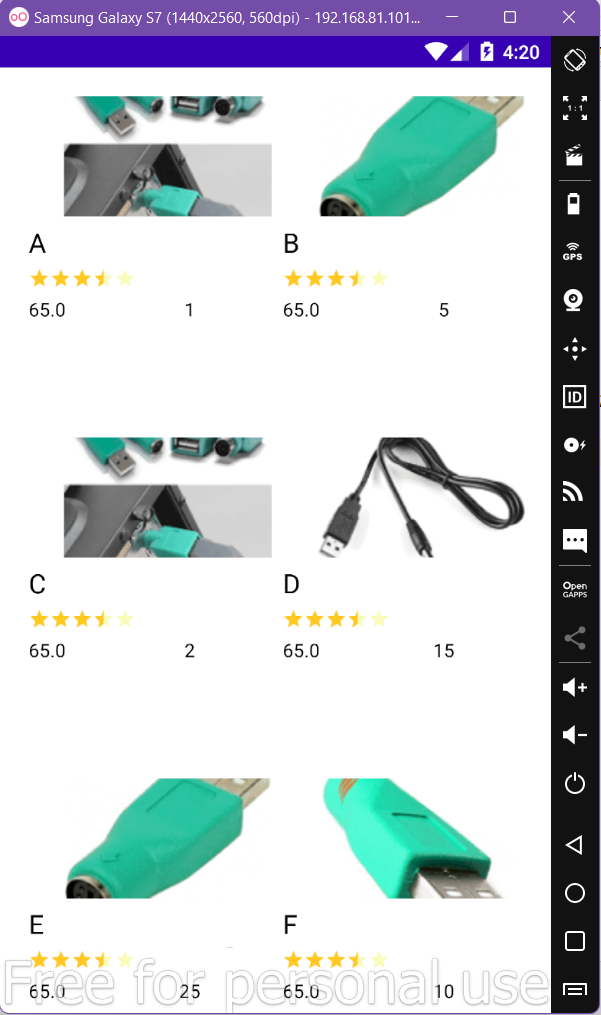 Samsung Galaxy S7 (1440x2560, 560dpi) - 192.168.81.101...
4:20
1:1
GPS
ID
Open
GAPPS
A
B
65.0 1
65.0 5
C
D
65.0 2
65.0 15
E
F
65.0 25
65.0 10
Free for personal use